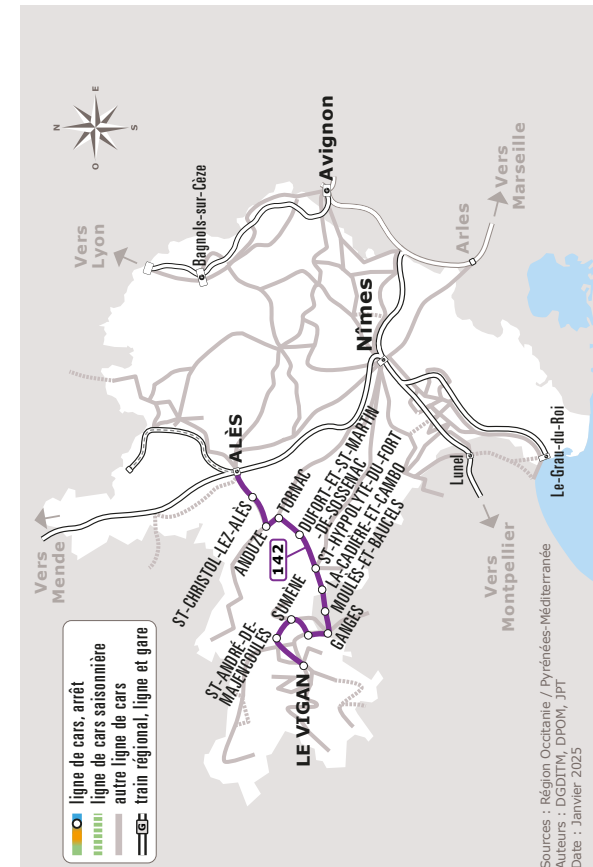 ligne de cars, arrêt
ligne de cars saisonnière
autre ligne de cars
G train régional, ligne et gare
N
E
S
O
Vers
Mende
Vers
Lyon
Bagnols-sur-Cèze
Avignon
Vers
Marseille
Arles
Nîmes
ALÈS
ST-CHRISTOL-LEZ-ALÈS
ANDUZE
TORNAC
142
DUFORT-ET-ST-MARTIN
-DE-SOSSENAC
ST-HYPPOLYTE-DU-FORT
LA-CADIERE-ET-CAMBO
MOULÈS-ET-BAUCELS
GANGES
SUMÈNE
ST-ANDRÉ-DE-
MAJENCOULES
LE VIGAN
Lunel
Le-Grau-du-Roi
Vers
Montpellier
Sources : Région Occitanie / Pyrénées-Méditerranée
Auteurs : DGDITM, DPOM, JPT
Date : Janvier 2025